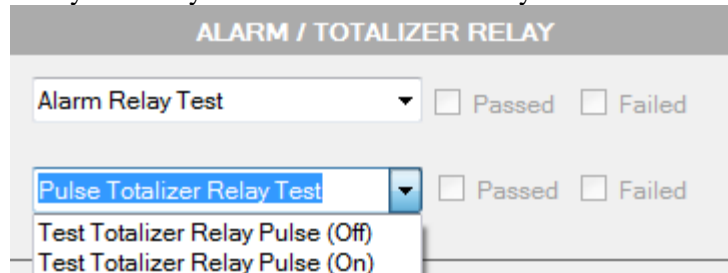 ALARM / TOTALIZER RELAY
Alarm Relay Test Passed Failed
Pulse Totalizer Relay Test Passed Failed
Test Totalizer Relay Pulse (Off)
Test Totalizer Relay Pulse (On)